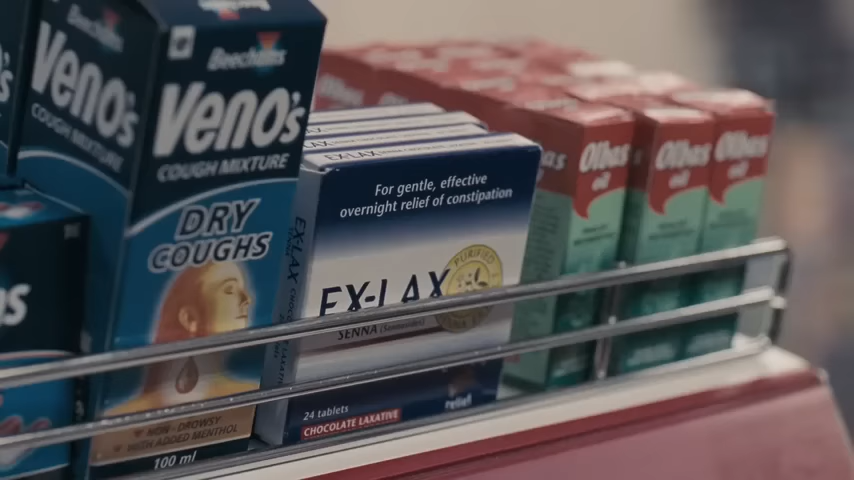 Beechams
VENO's
COUGH MIXTURE
Beechams
VENO's
COUGH MIXTURE
DRY
COUGHS
NON-DROWSY
WITH ADDED MENTHOL
100 ml
EX-LAX
For gentle, effective
overnight relief of constipation
EX-LAX
SENNA (Sennosides)
PURIFIED
SENNA
24 tablets
CHOCOLATE LAXATIVE
relief
EX-LAX
Olbas
Olbas
oil
Olbas
oil